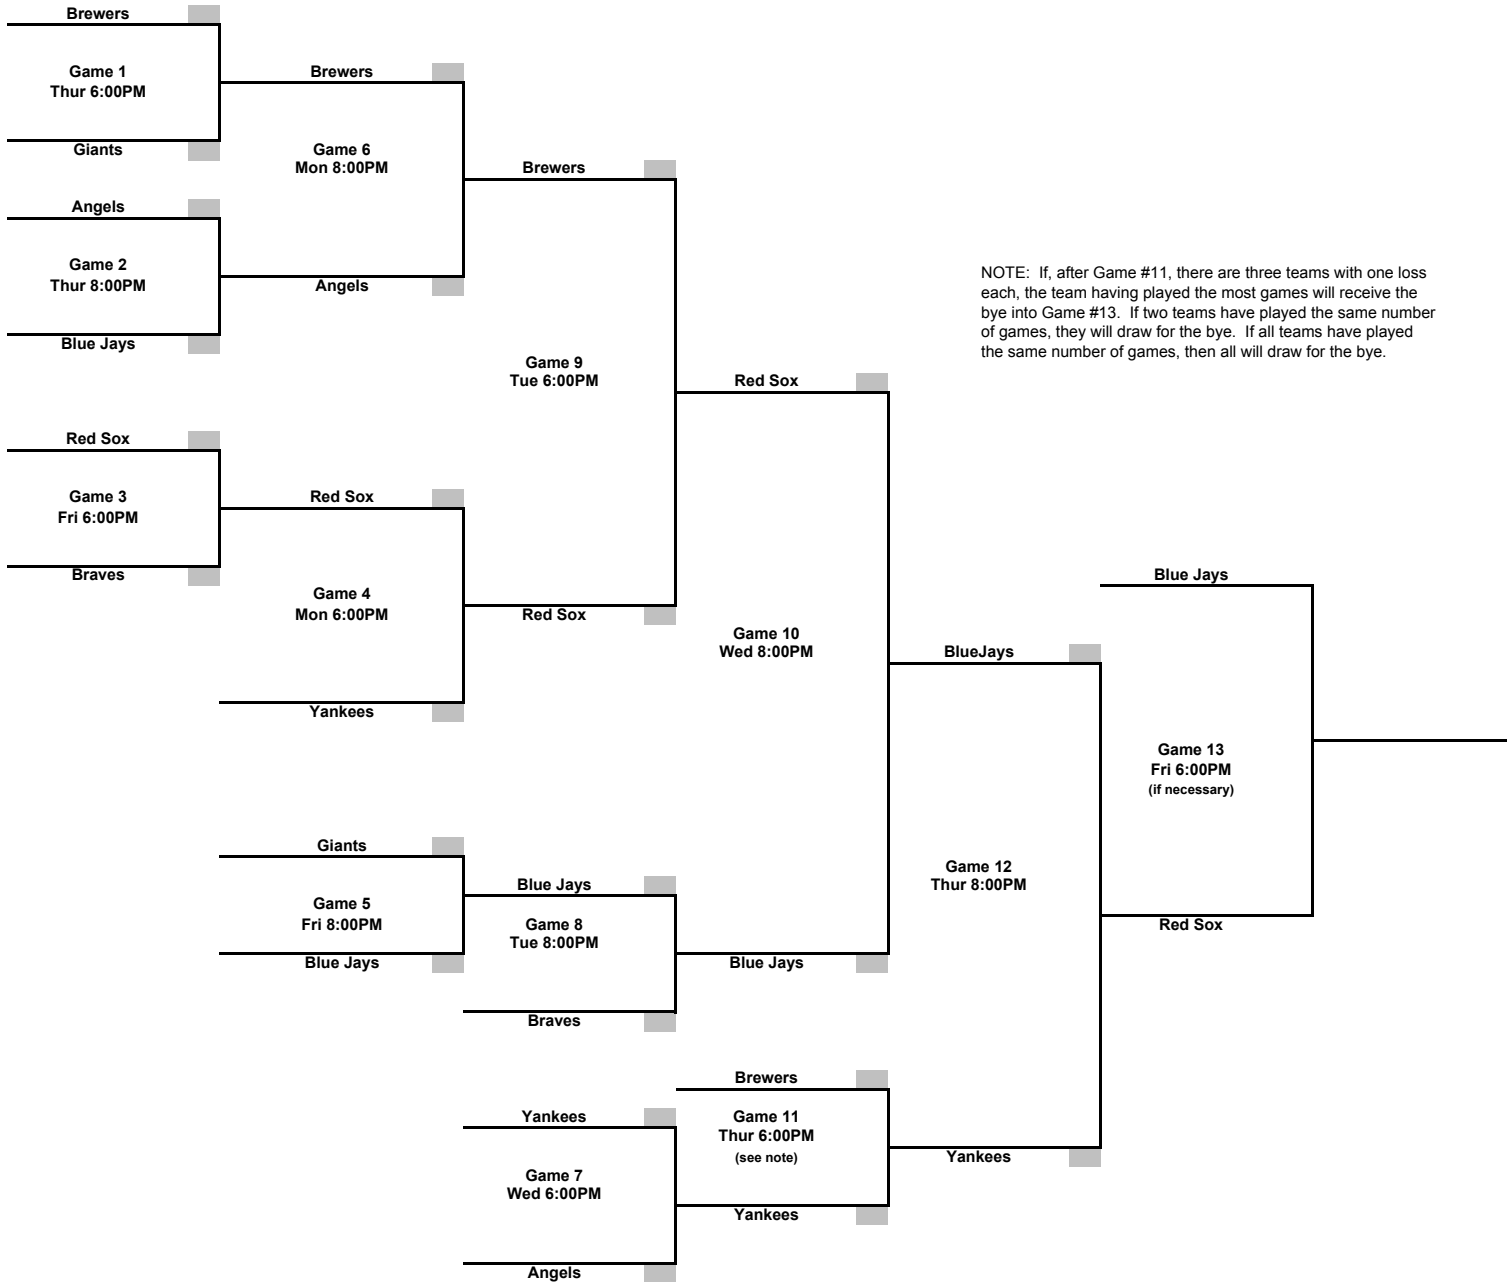 Brewers
Game 1
Thur 6:00PM
Giants
Angels
Game 2
Thur 8:00PM
Blue Jays
Red Sox
Game 3
Fri 6:00PM
Braves
Brewers
Game 6
Mon 8:00PM
Angels
Red Sox
Game 4
Mon 6:00PM
Yankees
Giants
Game 5
Fri 8:00PM
Blue Jays
Brewers
Game 9
Tue 6:00PM
Red Sox
Blue Jays
Game 8
Tue 8:00PM
Braves
Yankees
Game 7
Wed 6:00PM
Angels
Red Sox
Game 10
Wed 8:00PM
Blue Jays
Brewers
Game 11
Thur 6:00PM
(see note)
Yankees
NOTE: If, after Game #11, there are three teams with one loss
each, the team having played the most games will receive the
bye into Game #13. If two teams have played the same number
of games, they will draw for the bye. If all teams have played
the same number of games, then all will draw for the bye.
BlueJays
Game 12
Thur 8:00PM
Yankees
Blue Jays
Game 13
Fri 6:00PM
(if necessary)
Red Sox